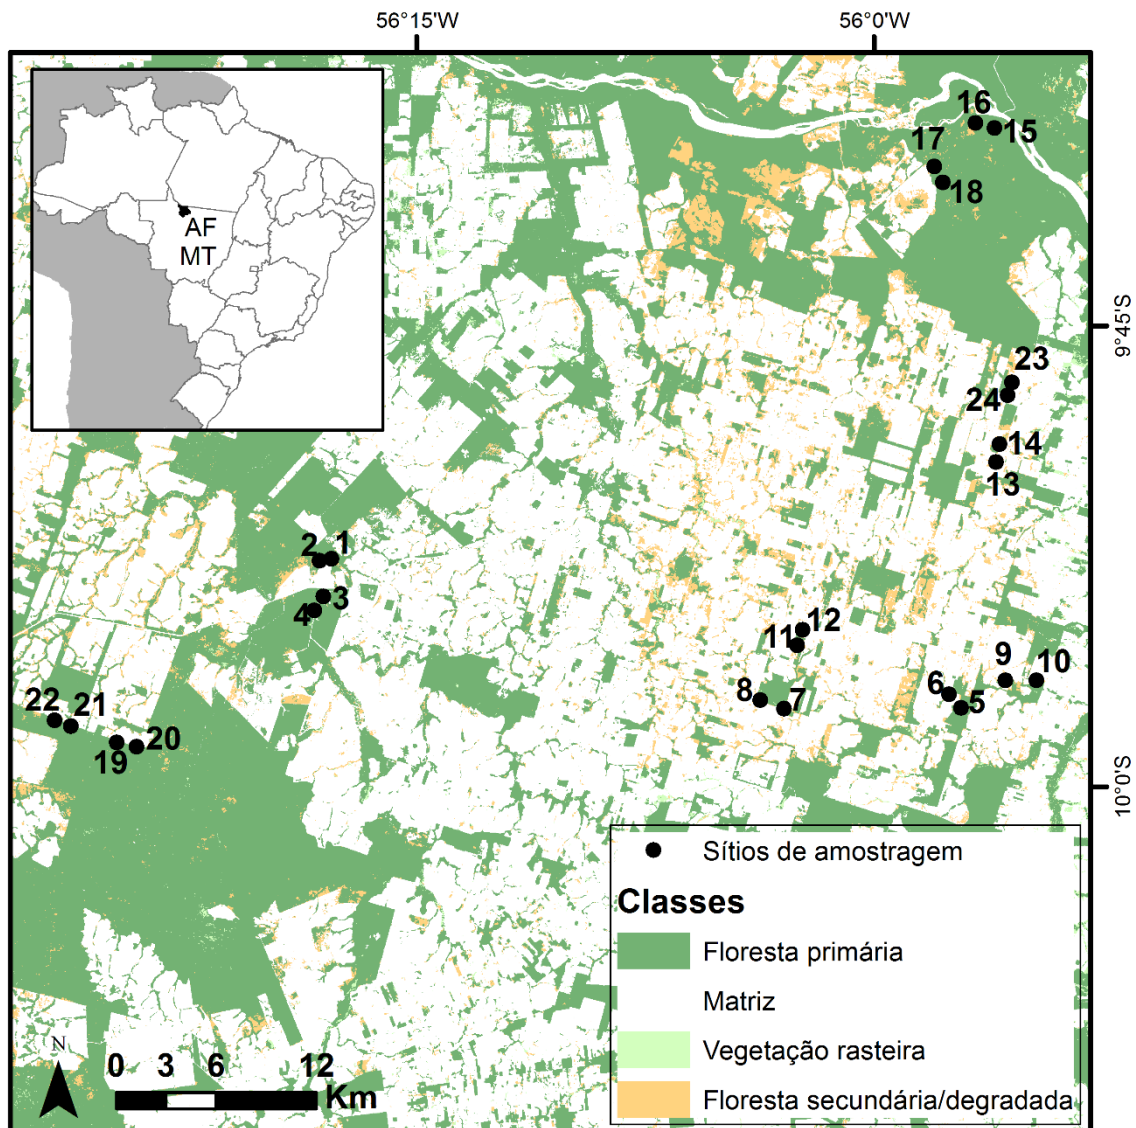 56°15'W
56°0'W
AF
MT
16
15
17
18
9°45'S
23
24
14
13
2
1
3
4
12
11
9
10
8
7
6
5
22
21
19
20
10°0'S
Sítios de amostragem
Classes
Floresta primária
Matriz
Vegetação rasteira
Floresta secundária/degradada
N
0 3 6 12
Km